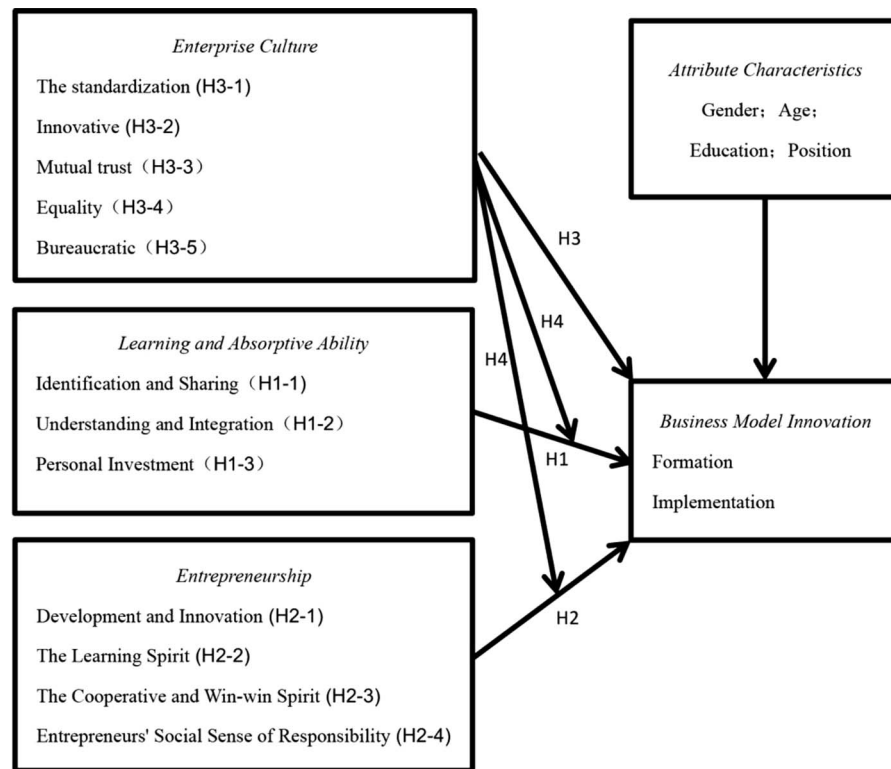 Enterprise Culture
The standardization (H3-1)
Innovative (H3-2)
Mutual trust（H3-3）
Equality（H3-4）
Bureaucratic（H3-5）
Attribute Characteristics
Gender；Age；
Education；Position
H3
H4
H4
Learning and Absorptive Ability
Identification and Sharing（H1-1）
Understanding and Integration（H1-2）
Personal Investment（H1-3）
H1
Business Model Innovation
Formation
Implementation
Entrepreneurship
Development and Innovation (H2-1)
The Learning Spirit (H2-2)
The Cooperative and Win-win Spirit (H2-3)
Entrepreneurs' Social Sense of Responsibility (H2-4)
H2